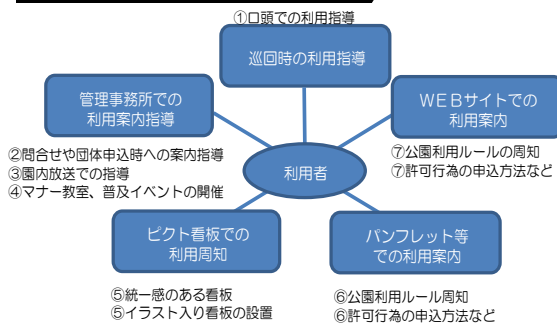 ①口頭での利用指導
巡回時の利用指導
管理事務所での
利用案内指導
②問合せや団体申込時への案内指導
③園内放送での指導
④マナー教室、普及イベントの開催
WEBサイトでの
利用案内
⑦公園利用ルールの周知
⑦許可行為の申込方法など
利用者
ピクト看板での
利用周知
⑤統一感のある看板
⑤イラスト入り看板の設置
パンフレット等
での利用案内
⑥公園利用ルール周知
⑥許可行為の申込方法など